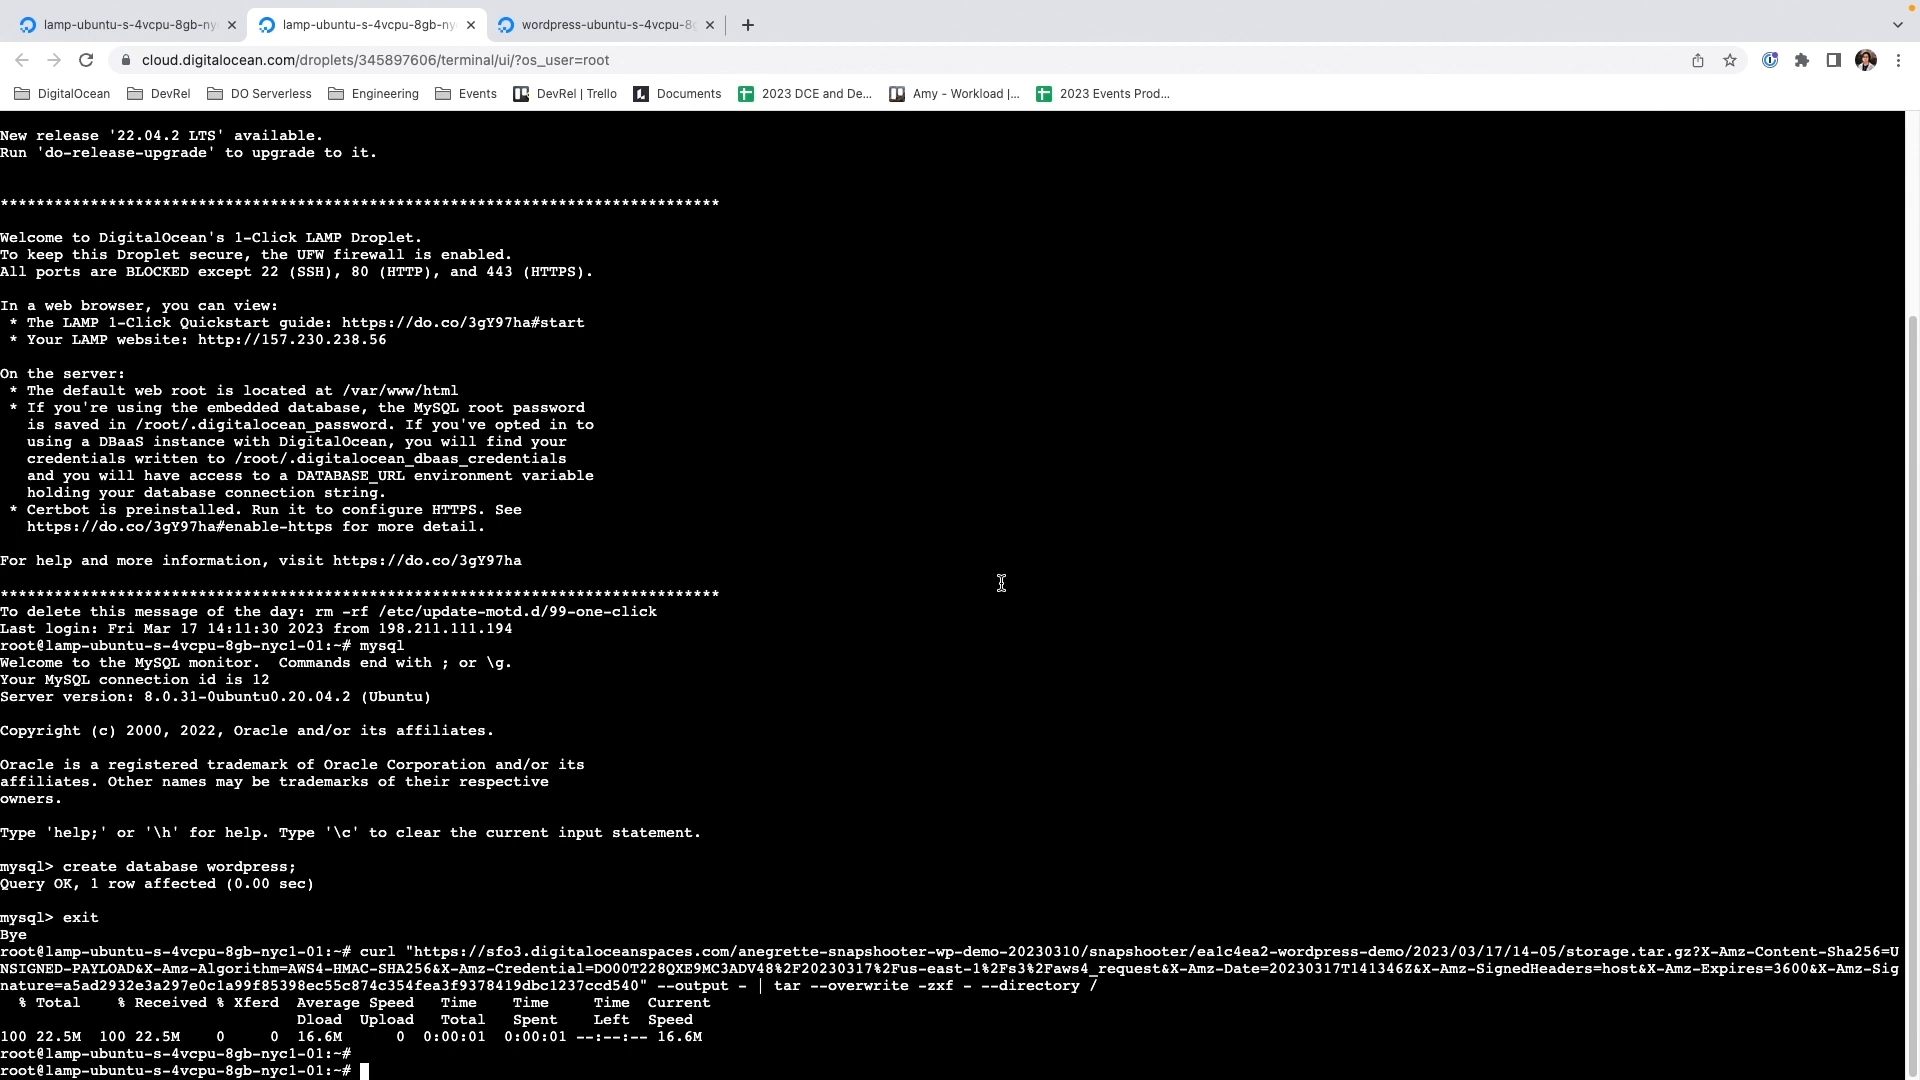 lamp-ubuntu-s-4vcpu-8gb-ny
lamp-ubuntu-s-4vcpu-8gb-ny
wordpress-ubuntu-s-4vcpu-8
cloud.digitalocean.com/droplets/345897606/terminal/ui/?os_user=root
DigitalOcean
DevRel
DO Serverless
Engineering
Events
DevRel | Trello
Documents
2023 DCE and De...
Amy - Workload |...
2023 Events Prod...
New release '22.04.2 LTS' available.
Run 'do-release-upgrade' to upgrade to it.
********************************************************************************
Welcome to DigitalOcean's 1-Click LAMP Droplet.
To keep this Droplet secure, the UFW firewall is enabled.
All ports are BLOCKED except 22 (SSH), 80 (HTTP), and 443 (HTTPS).
In a web browser, you can view:
* The LAMP 1-Click Quickstart guide: https://do.co/3gY97ha#start
* Your LAMP website: http://157.230.238.56
On the server:
* The default web root is located at /var/www/html
* If you're using the embedded database, the MySQL root password
is saved in /root/.digitalocean_password. If you've opted in to
using a DBaaS instance with DigitalOcean, you will find your
credentials written to /root/.digitalocean_dbaas_credentials
and you will have access to a DATABASE_URL environment variable
holding your database connection string.
* Certbot is preinstalled. Run it to configure HTTPS. See
https://do.co/3gY97ha#enable-https for more detail.
For help and more information, visit https://do.co/3gY97ha
********************************************************************************
To delete this message of the day: rm -rf /etc/update-motd.d/99-one-click
Last login: Fri Mar 17 14:11:30 2023 from 198.211.111.194
root@lamp-ubuntu-s-4vcpu-8gb-nyc1-01:~# mysql
Welcome to the MySQL monitor.  Commands end with ; or \g.
Your MySQL connection id is 12
Server version: 8.0.31-0ubuntu0.20.04.2 (Ubuntu)
Copyright (c) 2000, 2022, Oracle and/or its affiliates.
Oracle is a registered trademark of Oracle Corporation and/or its
affiliates. Other names may be trademarks of their respective
owners.
Type 'help;' or '\h' for help. Type '\c' to clear the current input statement.
mysql> create database wordpress;
Query OK, 1 row affected (0.00 sec)
mysql> exit
Bye
root@lamp-ubuntu-s-4vcpu-8gb-nyc1-01:~# curl "https://sfo3.digitaloceanspaces.com/anegrette-snapshooter-wp-demo-20230310/snapshooter/ea1c4ea2-wordpress-demo/2023/03/17/14-05/storage.tar.gz?X-Amz-Content-Sha256=U
NSIGNED-PAYLOAD&X-Amz-Algorithm=AWS4-HMAC-SHA256&X-Amz-Credential=DO00T228QXE9MC3ADV48%2F20230317%2Fus-east-1%2Fs3%2Faws4_request&X-Amz-Date=20230317T141346Z&X-Amz-SignedHeaders=host&X-Amz-Expires=3600&X-Amz-Sig
nature=a5ad2932e3a297e0c1a99f85398ec55c874c354fea3f9378419dbc1237ccd540" --output - | tar --overwrite -zxf - --directory /
% Total    % Received % Xferd  Average Speed   Time    Time     Time  Current
Dload  Upload   Total   Spent    Left  Speed
100 22.5M  100 22.5M    0     0  16.6M      0  0:00:01  0:00:01 --:--:-- 16.6M
root@lamp-ubuntu-s-4vcpu-8gb-nyc1-01:~#
root@lamp-ubuntu-s-4vcpu-8gb-nyc1-01:~#